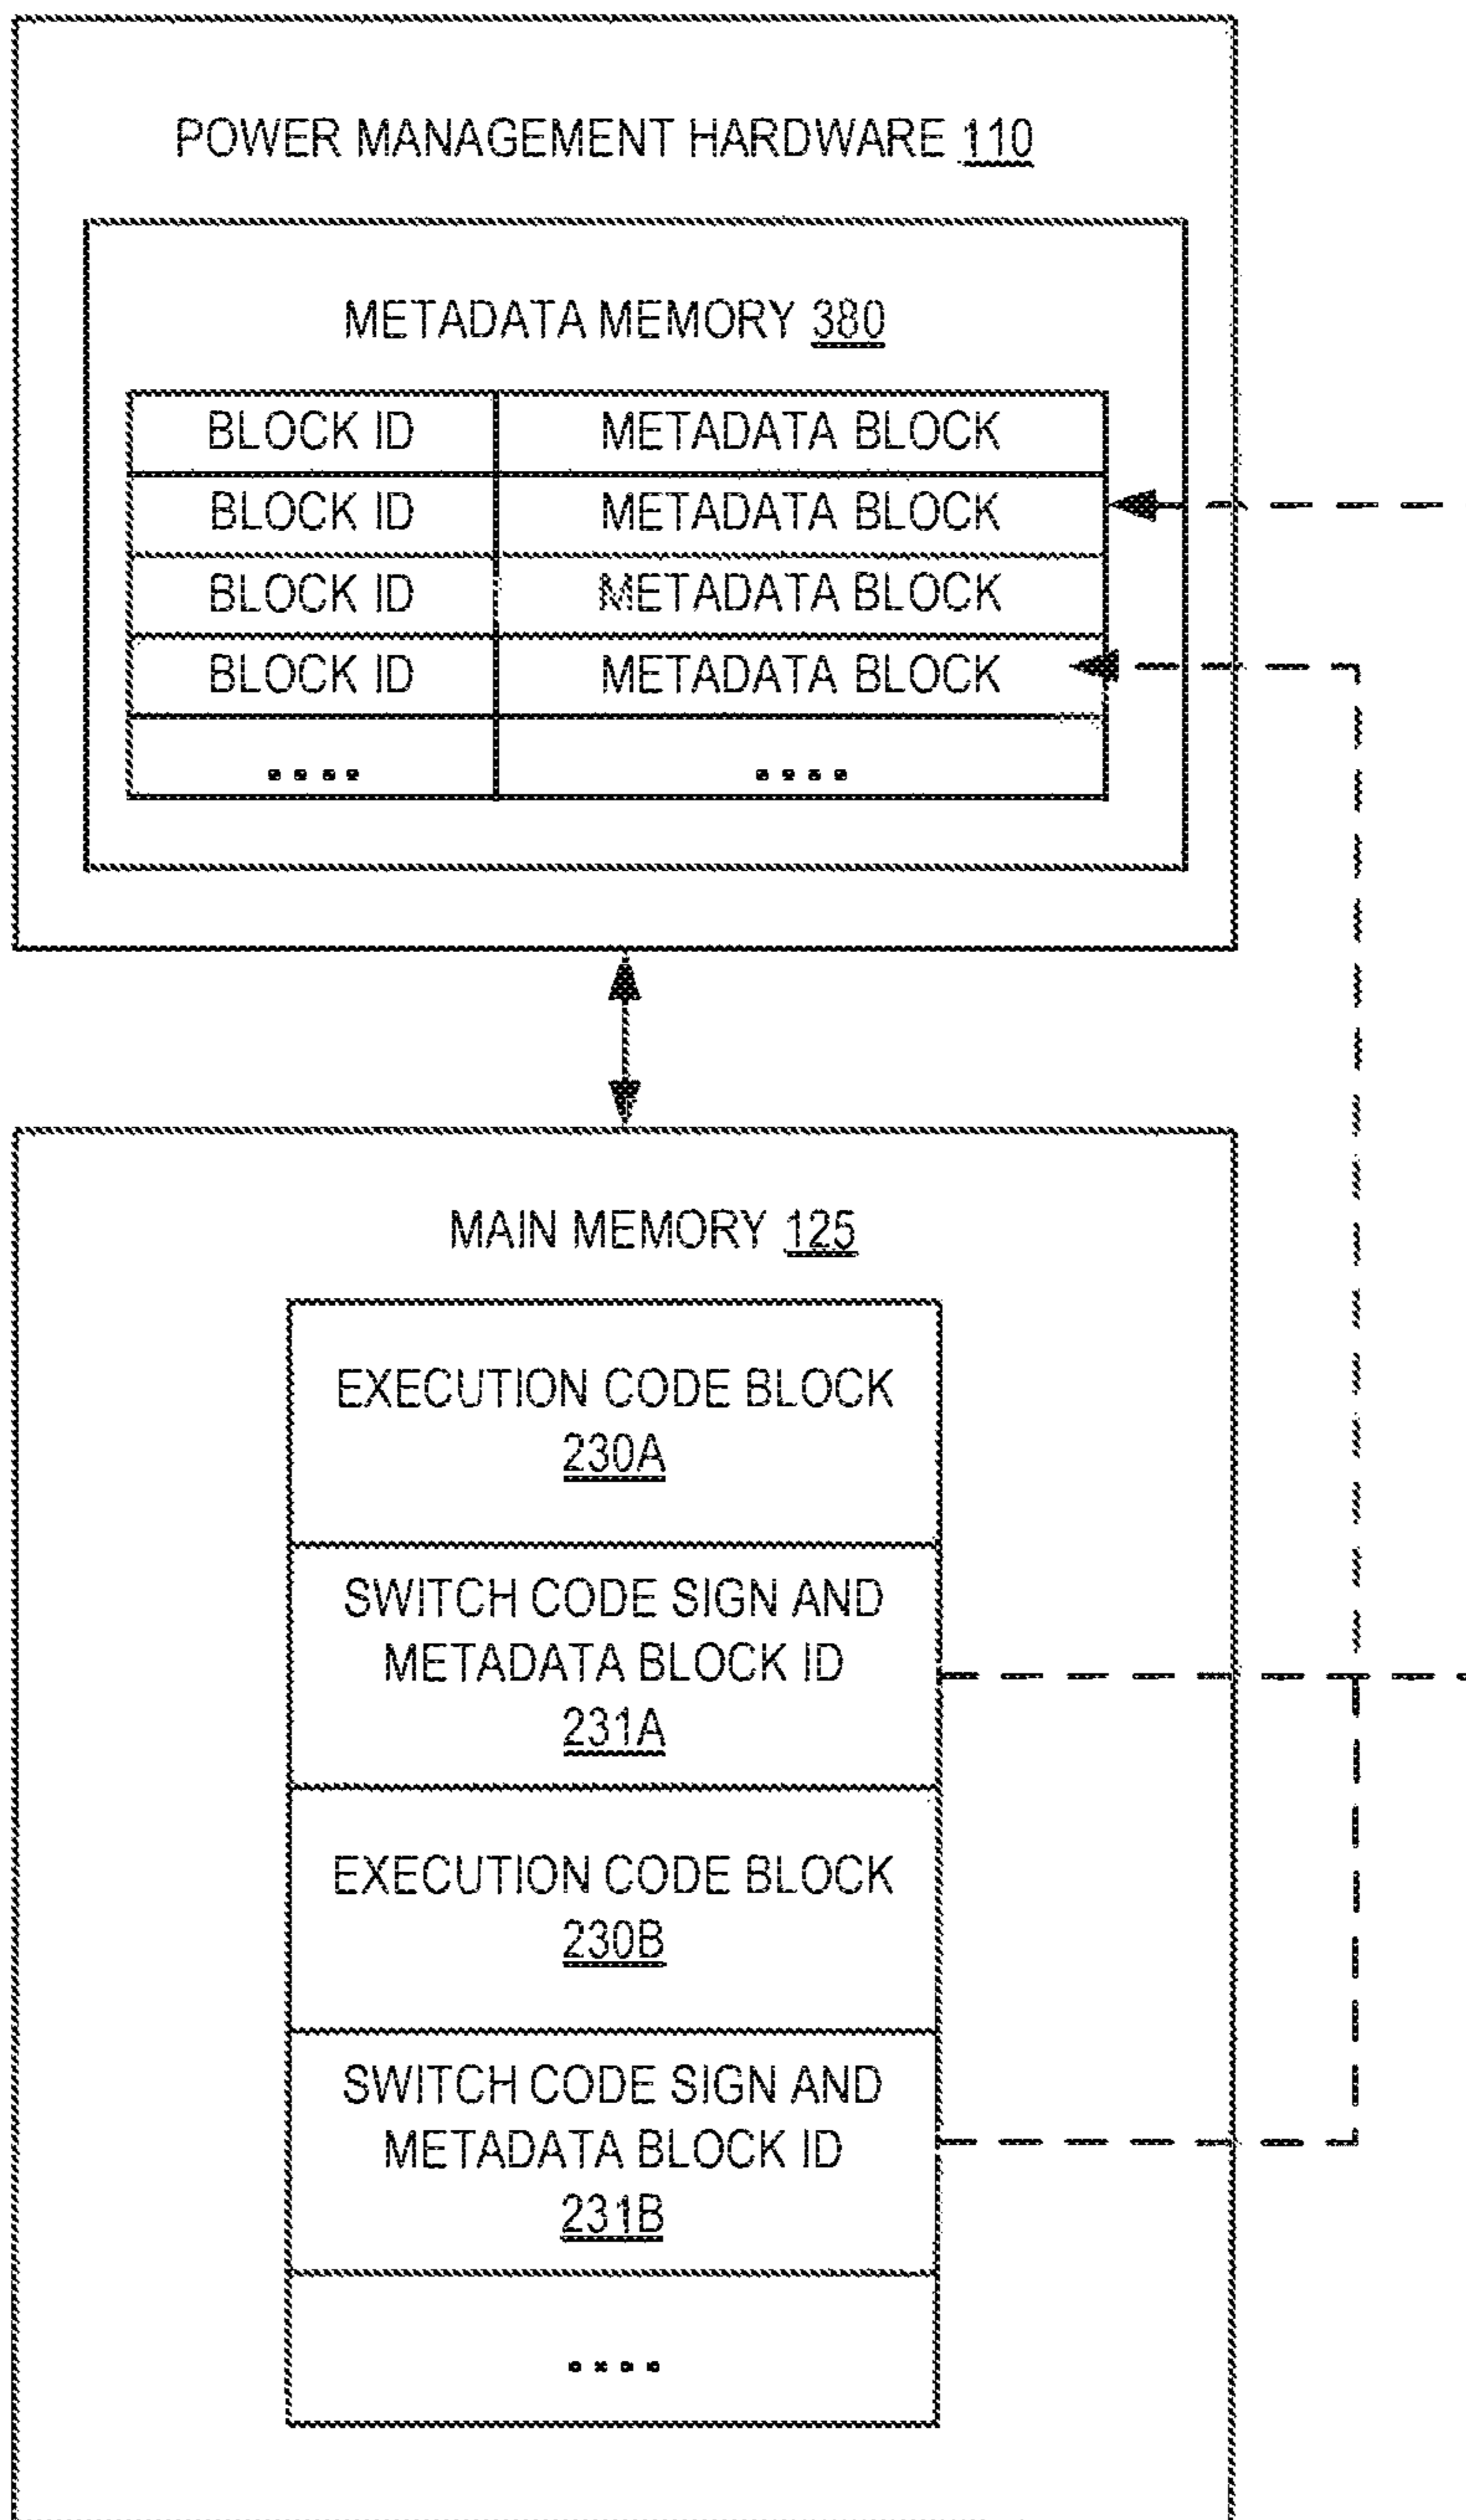 POWER MANAGEMENT HARDWARE 110
METADATA MEMORY 380
BLOCK ID METADATA BLOCK
BLOCK ID METADATA BLOCK
BLOCK ID METADATA BLOCK
BLOCK ID METADATA BLOCK
.... ....
MAIN MEMORY 125
EXECUTION CODE BLOCK
230A
SWITCH CODE SIGN AND
METADATA BLOCK ID
231A
EXECUTION CODE BLOCK
230B
SWITCH CODE SIGN AND
METADATA BLOCK ID
231B
....